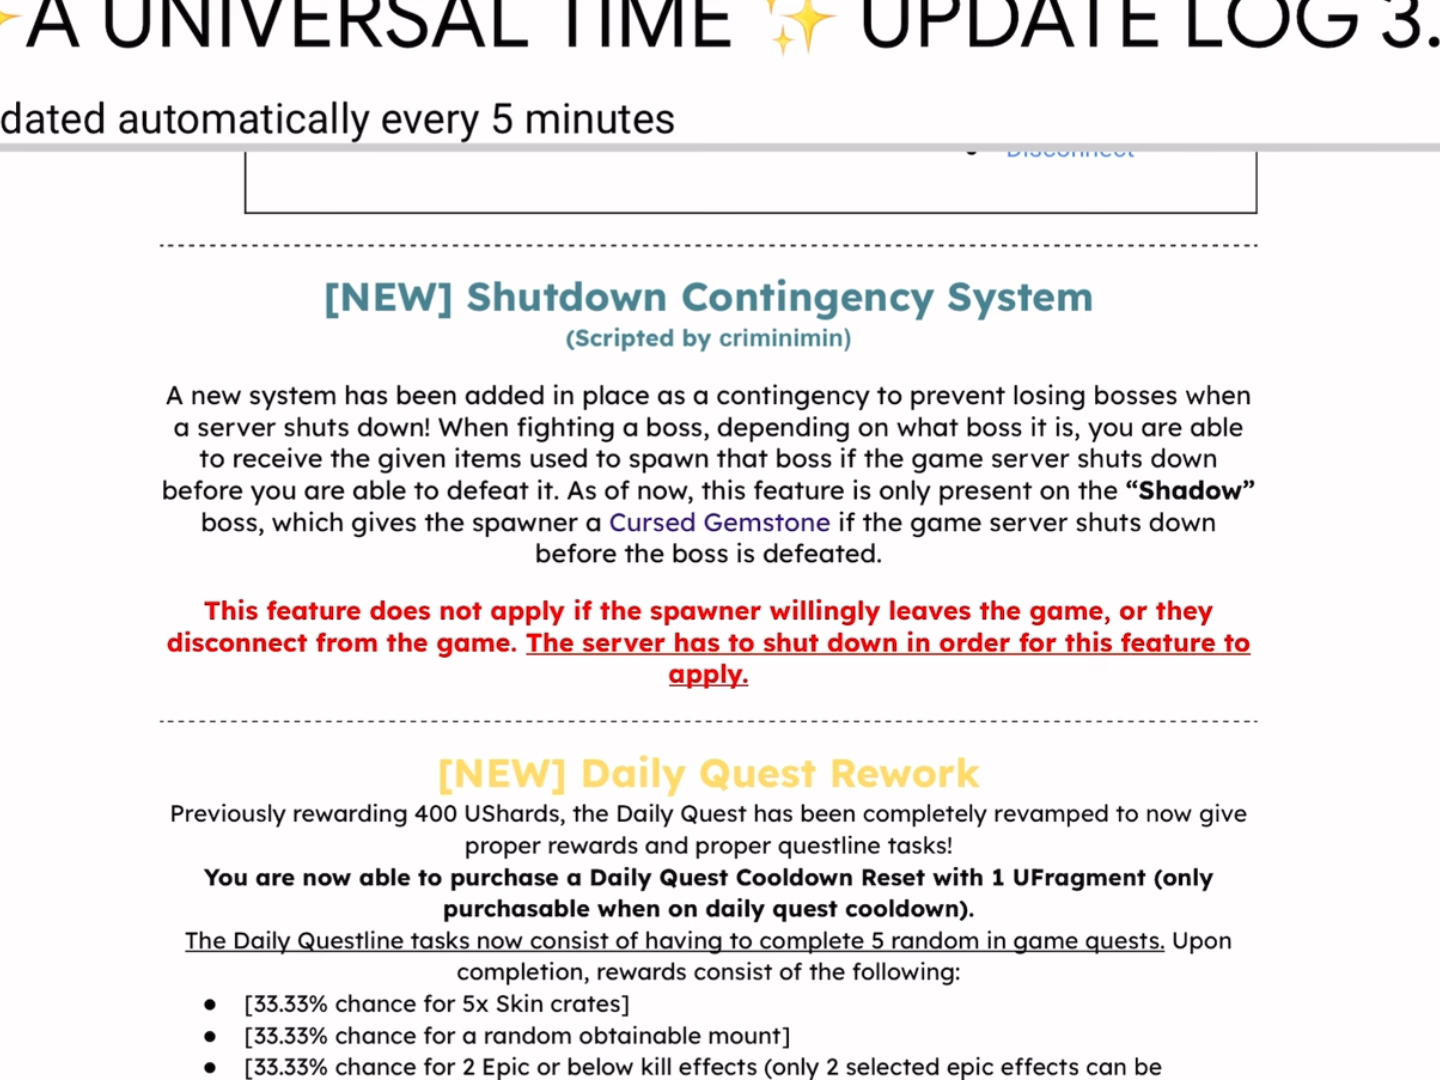 ✨A UNIVERSAL TIME ✨ UPDATE LOG 3.
dated automatically every 5 minutes
Disconnect
[NEW] Shutdown Contingency System
(Scripted by criminimin)
A new system has been added in place as a contingency to prevent losing bosses when
a server shuts down! When fighting a boss, depending on what boss it is, you are able
to receive the given items used to spawn that boss if the game server shuts down
before you are able to defeat it. As of now, this feature is only present on the “Shadow”
boss, which gives the spawner a Cursed Gemstone if the game server shuts down
before the boss is defeated.
This feature does not apply if the spawner willingly leaves the game, or they
disconnect from the game. The server has to shut down in order for this feature to
apply.
[NEW] Daily Quest Rework
Previously rewarding 400 UShards, the Daily Quest has been completely revamped to now give
proper rewards and proper questline tasks!
You are now able to purchase a Daily Quest Cooldown Reset with 1 UFragment (only
purchasable when on daily quest cooldown).
The Daily Questline tasks now consist of having to complete 5 random in game quests. Upon
completion, rewards consist of the following:
● [33.33% chance for 5x Skin crates]
● [33.33% chance for a random obtainable mount]
● [33.33% chance for 2 Epic or below kill effects (only 2 selected epic effects can be